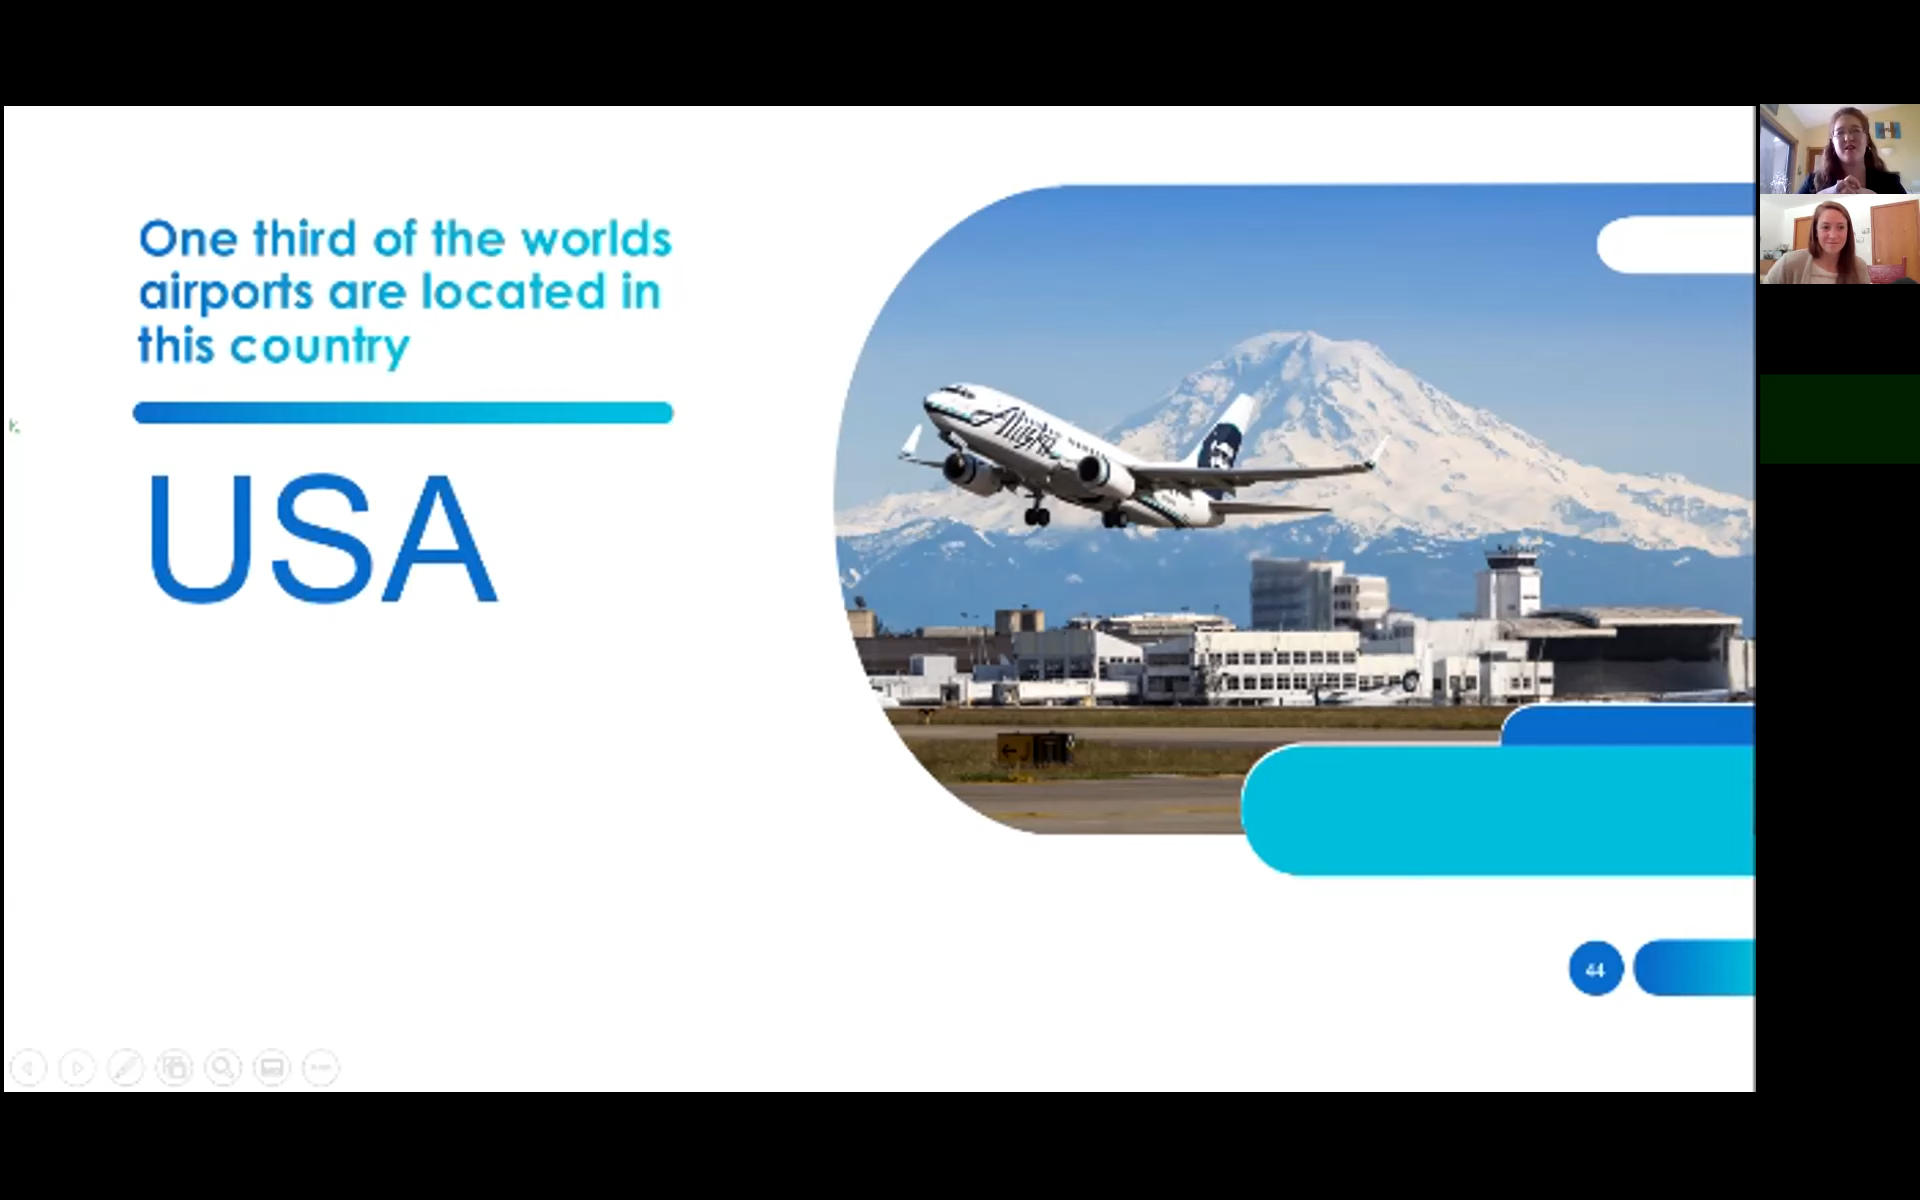 One third of the worlds
airports are located in
this country
USA
Alaska
44